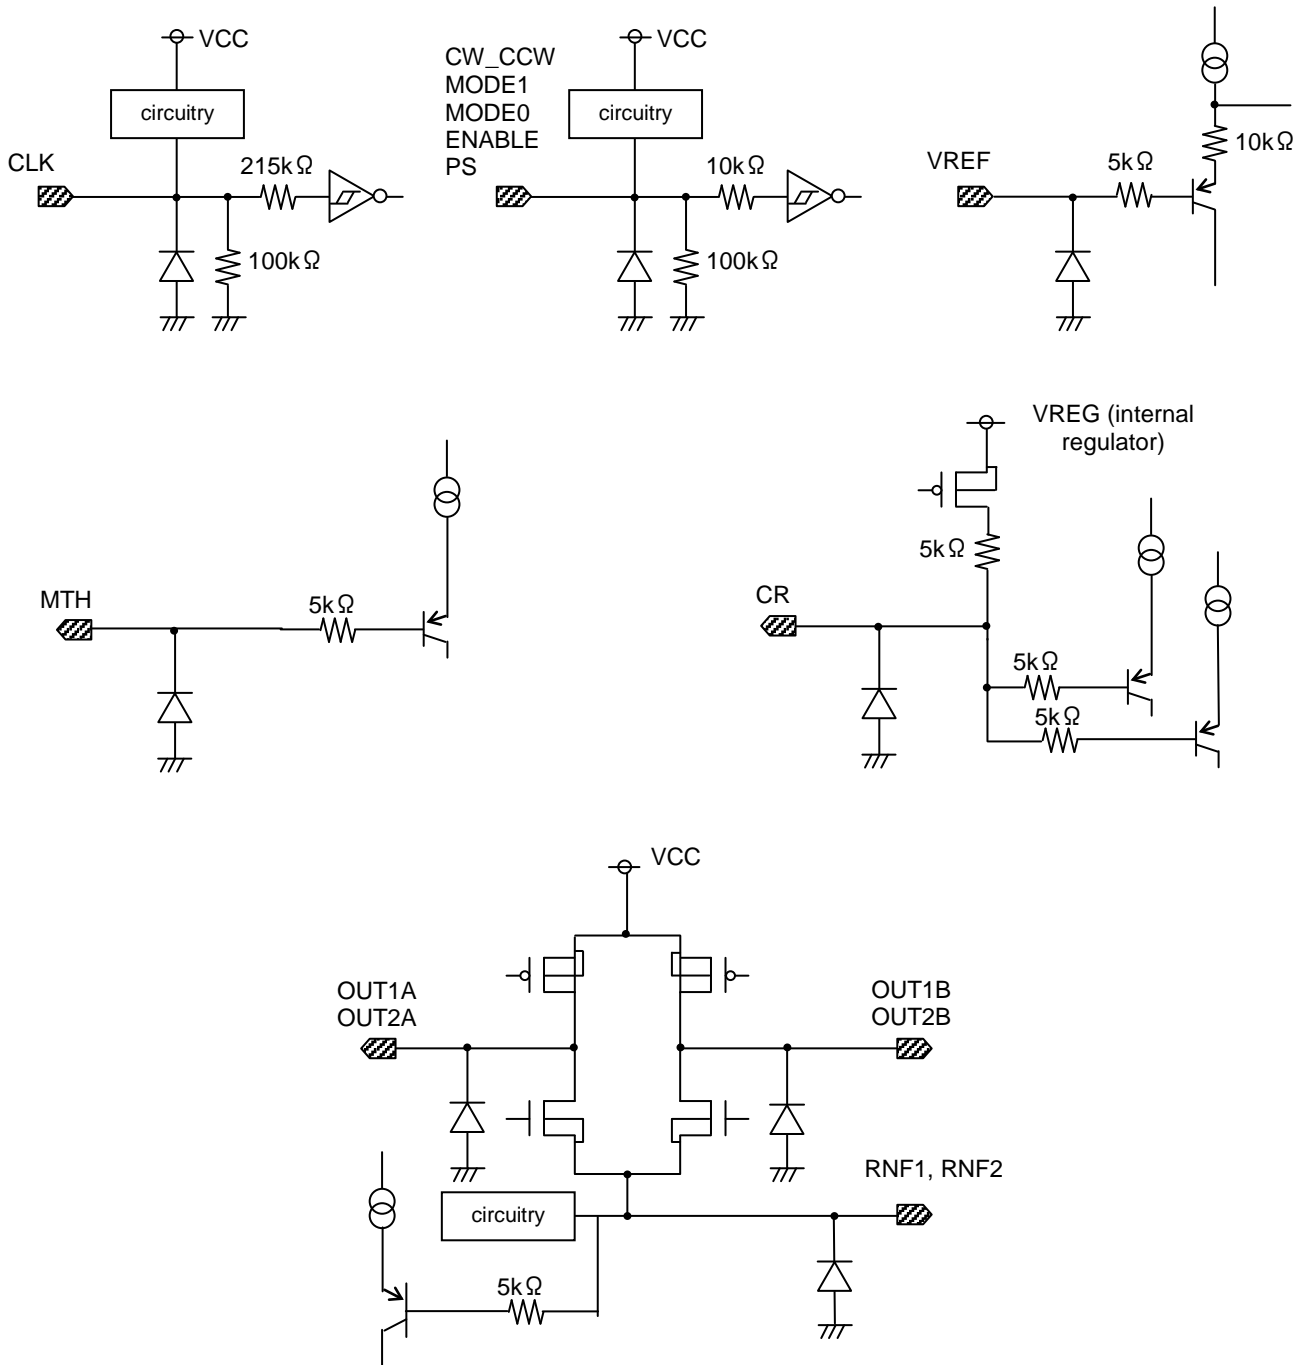 VCC
circuitry
CLK
215kΩ
100kΩ
VCC
CW_CCW
MODE1
MODE0
ENABLE
PS
circuitry
10kΩ
100kΩ
VREF
5kΩ
10kΩ
MTH
5kΩ
VREG (internal
regulator)
5kΩ
CR
5kΩ
5kΩ
VCC
OUT1A
OUT2A
OUT1B
OUT2B
RNF1, RNF2
circuitry
5kΩ